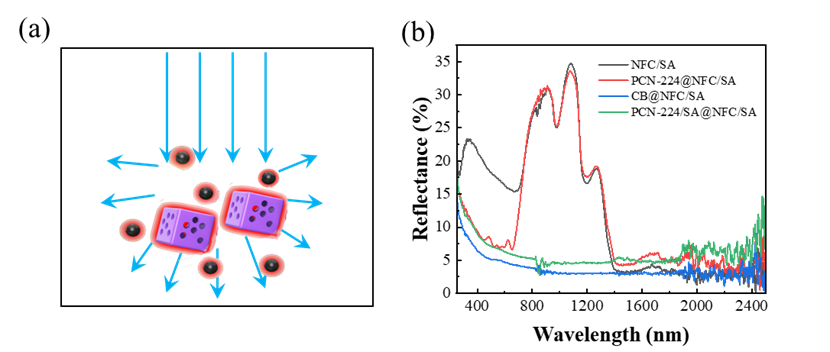 (a)
(b)
Reflectance (%)
35
30
25
20
15
10
5
0
NFC/SA
PCN-224@NFC/SA
CB@NFC/SA
PCN-224/SA@NFC/SA
400 800 1200 1600 2000 2400
Wavelength (nm)